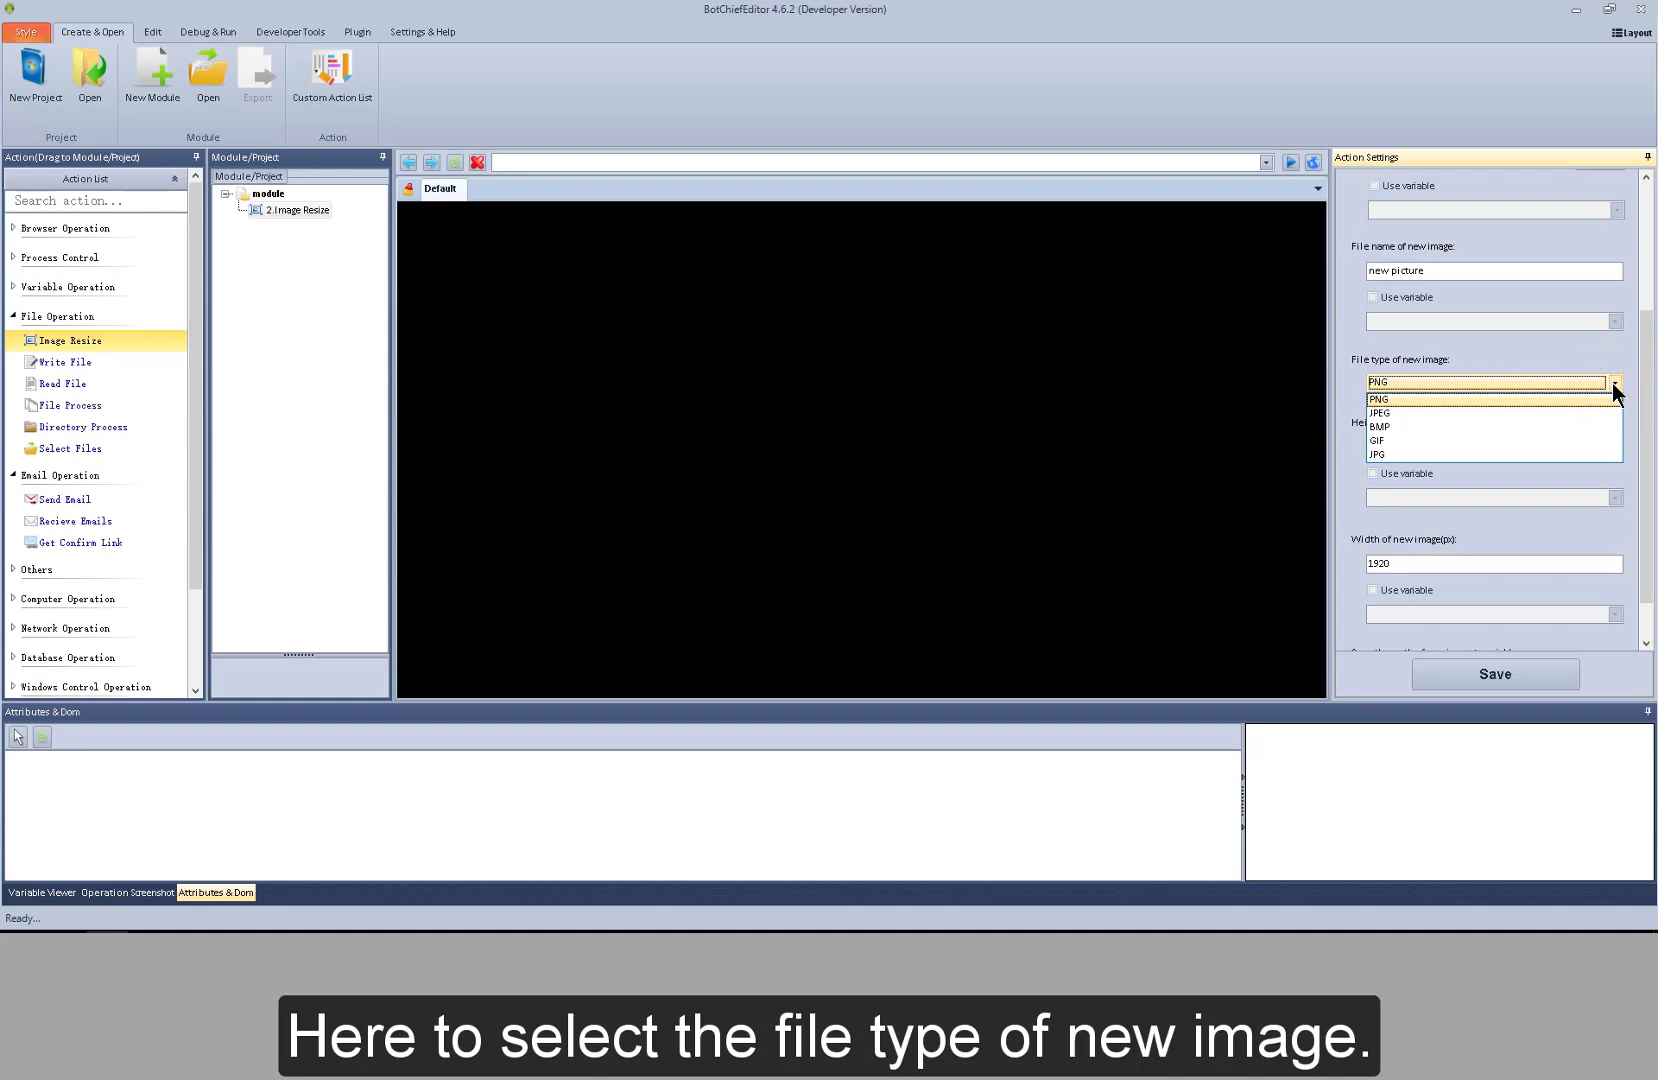 BotChiefEditor 4.6.2 (Developer Version)
Style
Create & Open
Edit
Debug & Run
Developer Tools
Plugin
Settings & Help
Layout
New Project
Open
New Module
Open
Export
Custom Action List
Project
Module
Action
Action(Drag to Module/Project)
Action List
Search action...
Browser Operation
Process Control
Variable Operation
File Operation
Image Resize
Write File
Read File
File Process
Directory Process
Select Files
Email Operation
Send Email
Recieve Emails
Get Confirm Link
Others
Computer Operation
Network Operation
Database Operation
Windows Control Operation
Module/Project
Module/Project
module
2.Image Resize
Default
Action Settings
Use variable
File name of new image:
new picture
Use variable
File type of new image:
PNG
PNG
JPEG
BMP
GIF
JPG
Hei
Use variable
Width of new image(px):
1920
Use variable
Save
Attributes & Dom
Variable Viewer
Operation Screenshot
Attributes & Dom
Ready...
Here to select the file type of new image.